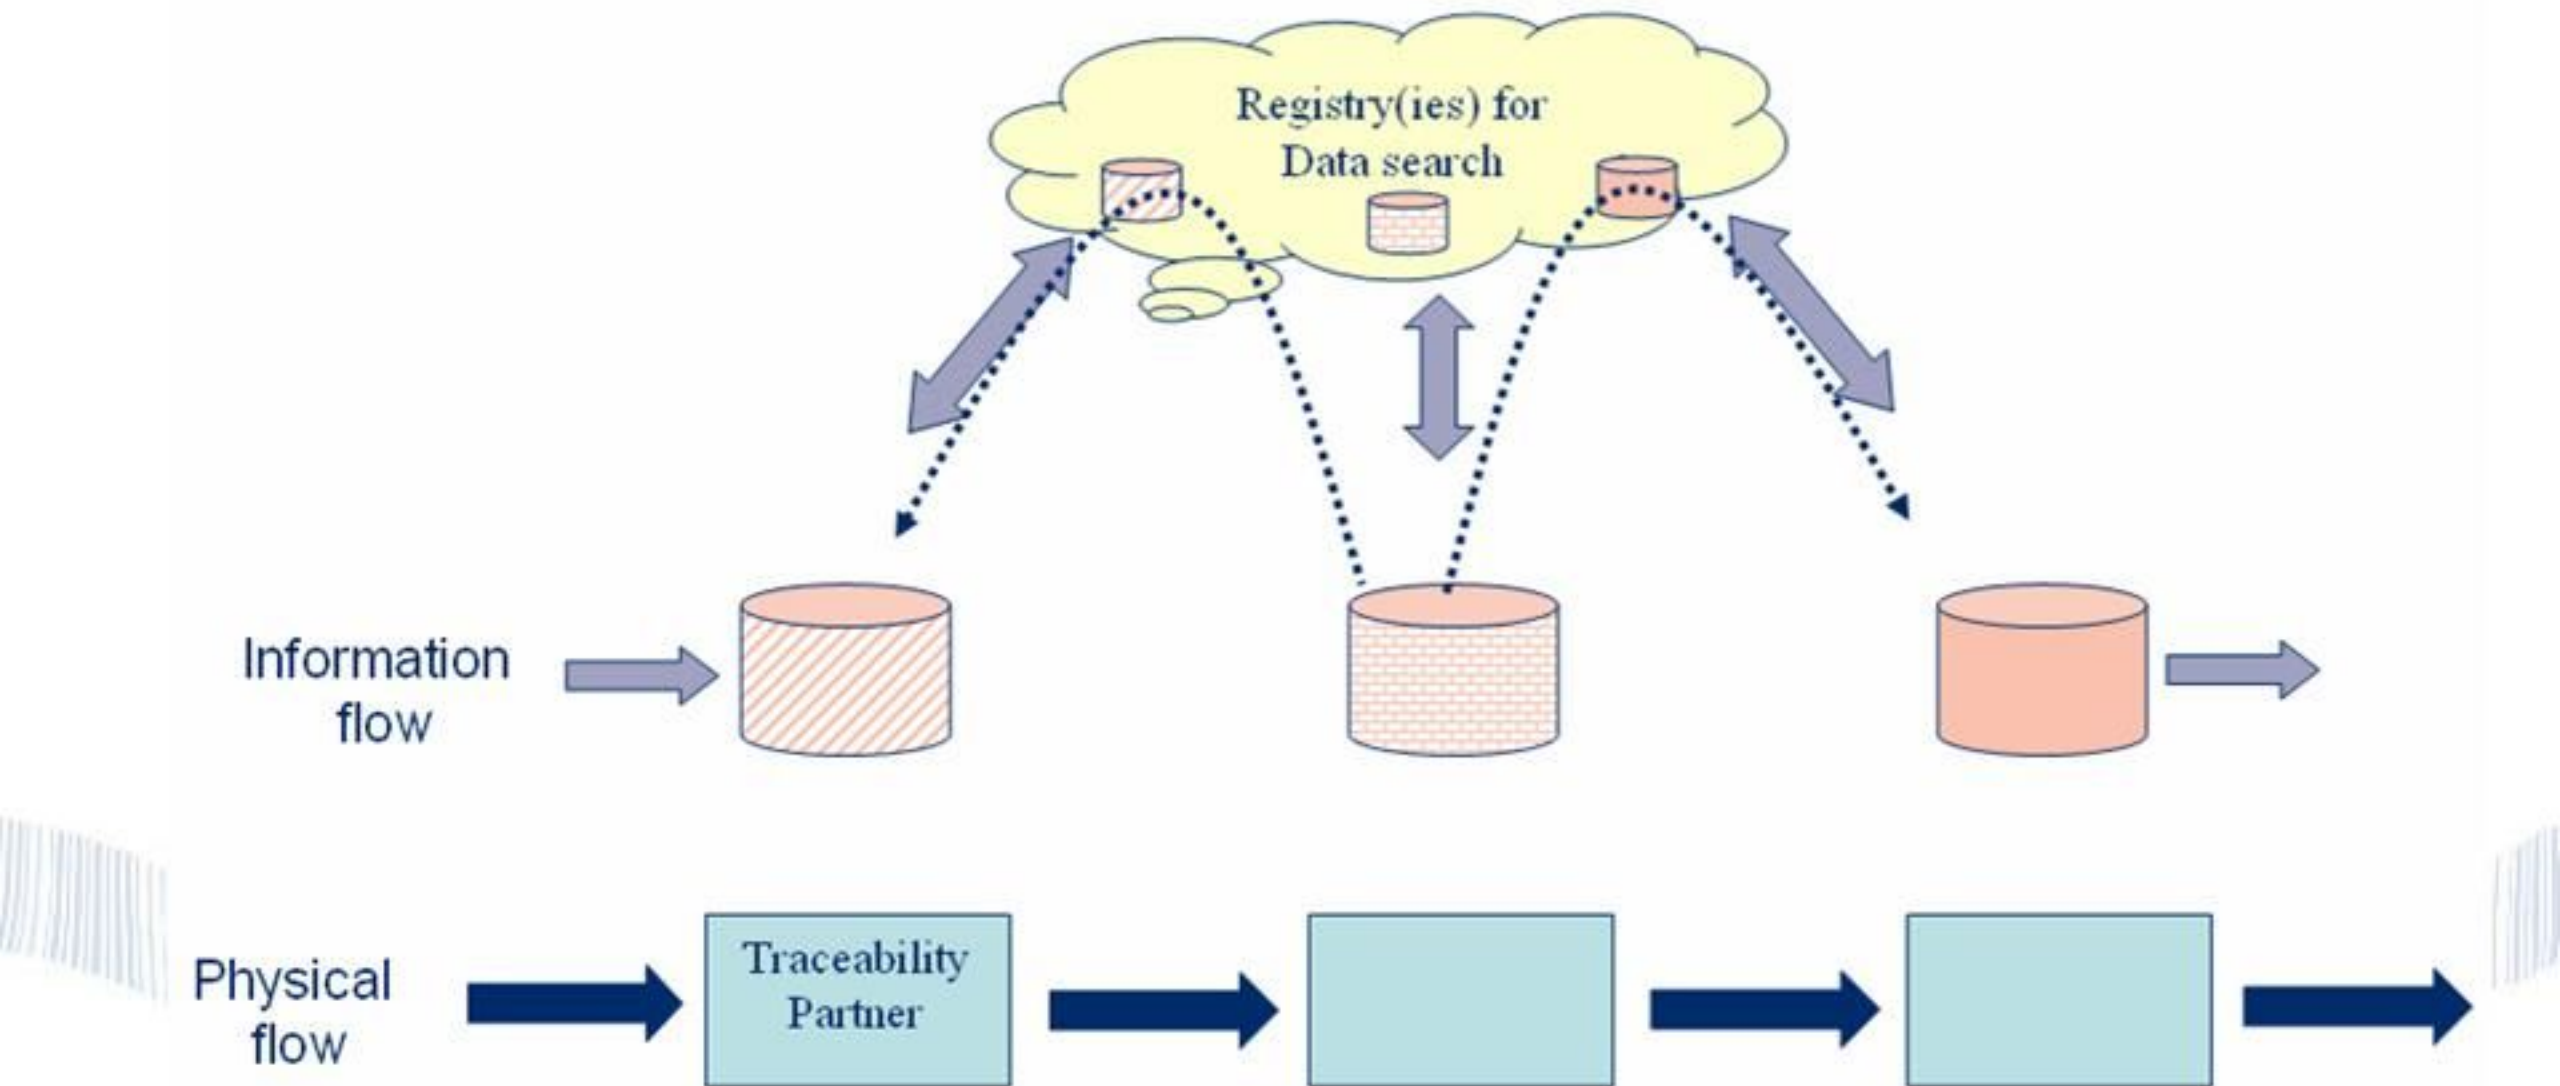 Registry(ies) for
Data search
Information
flow
Traceability
Partner
Physical
flow